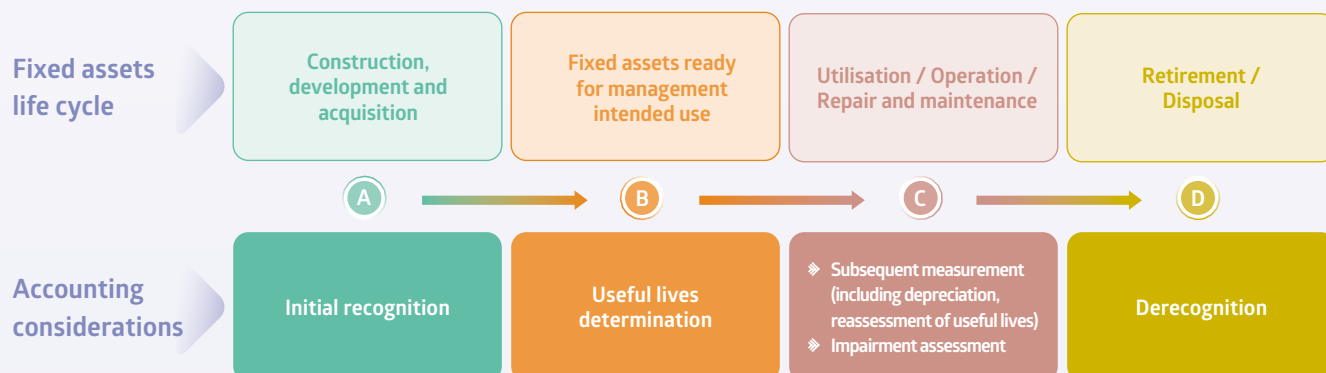 Fixed assets
life cycle
Construction,
development and
acquisition
Fixed assets ready
for management
intended use
Utilisation / Operation /
Repair and maintenance
Retirement /
Disposal
A
B
C
D
Accounting
considerations
Initial recognition
Useful lives
determination
Subsequent measurement
(including depreciation,
reassessment of useful lives)
Impairment assessment
Derecognition